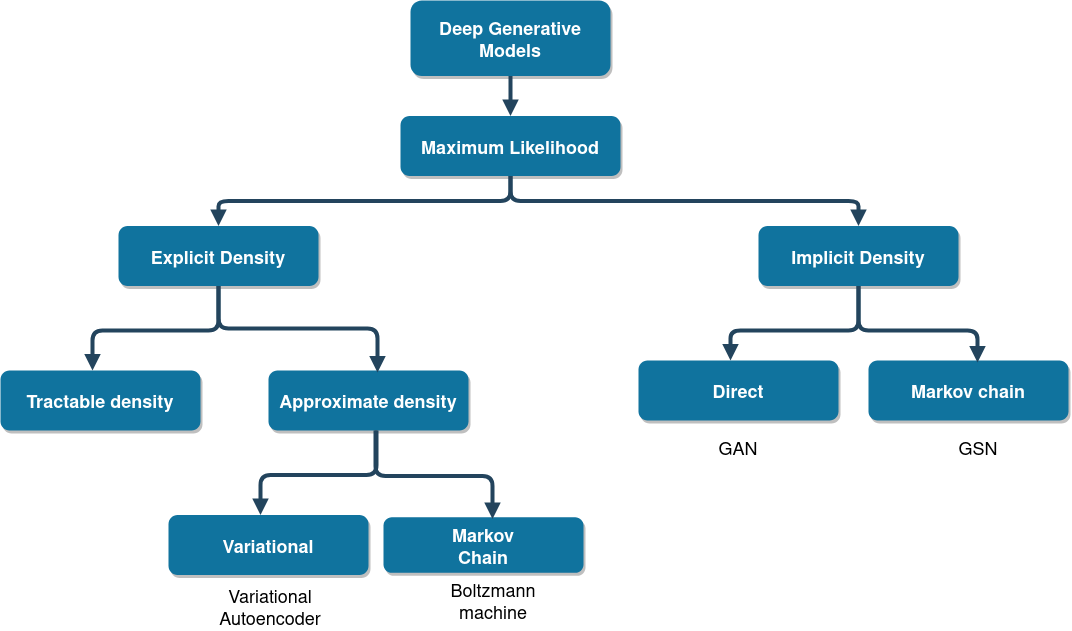 Deep Generative
Models
Maximum Likelihood
Explicit Density
Implicit Density
Tractable density
Approximate density
Direct
Markov chain
GAN
GSN
Variational
Markov
Chain
Variational
Autoencoder
Boltzmann
machine